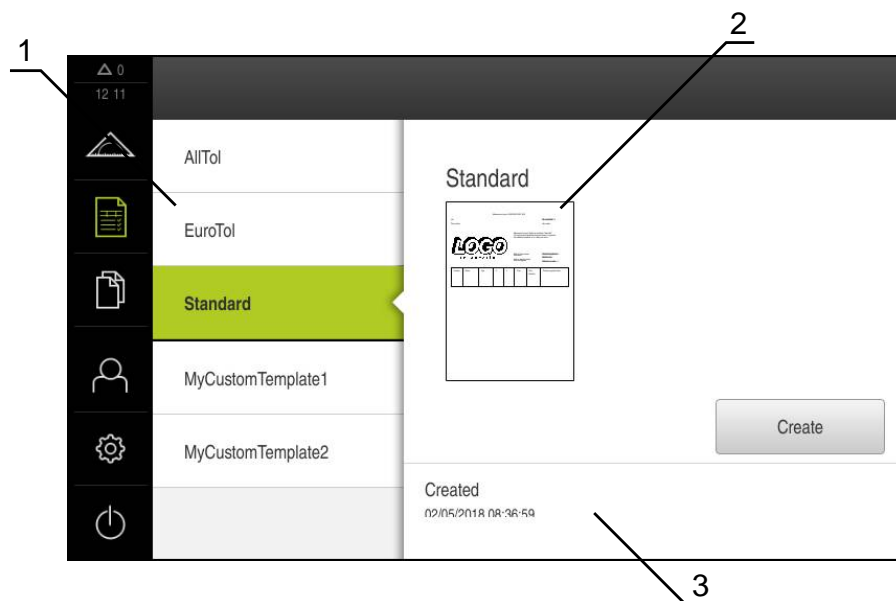 1
2
0
12 11
AllTol
Standard
EuroTol
LOGO
Standard
MyCustomTemplate1
Create
MyCustomTemplate2
Created
02/05/2018 08:36:59
3